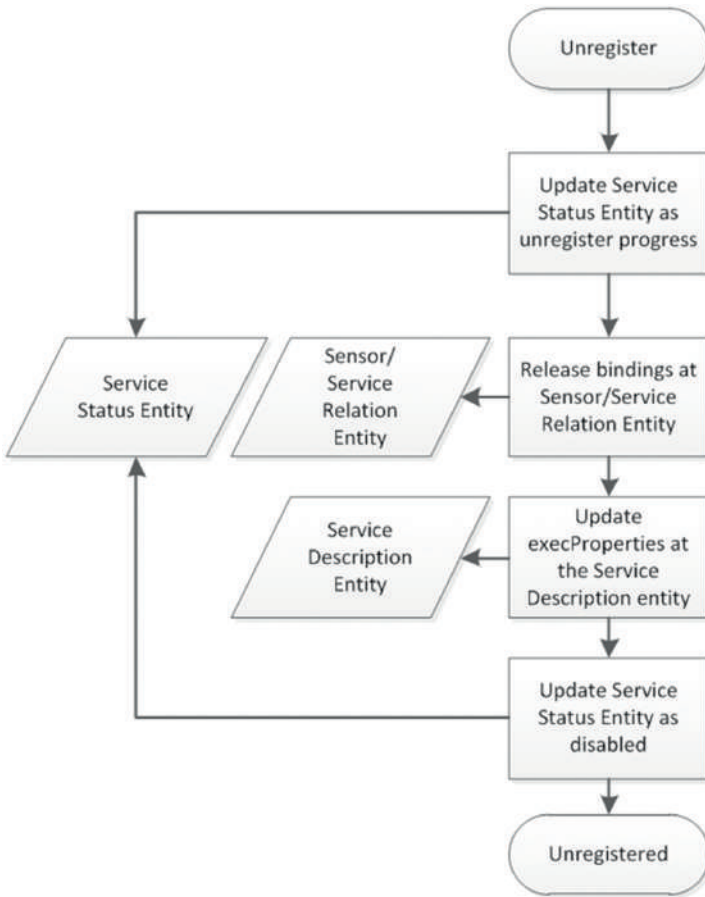 Unregister
Update Service
Status Entity as
unregister progress
Service
Status Entity
Sensor/
Service
Relation
Entity
Release bindings at
Sensor/Service
Relation Entity
Service
Description
Entity
Update
execProperties at
the Service
Description entity
Update Service
Status Entity as
disabled
Unregistered